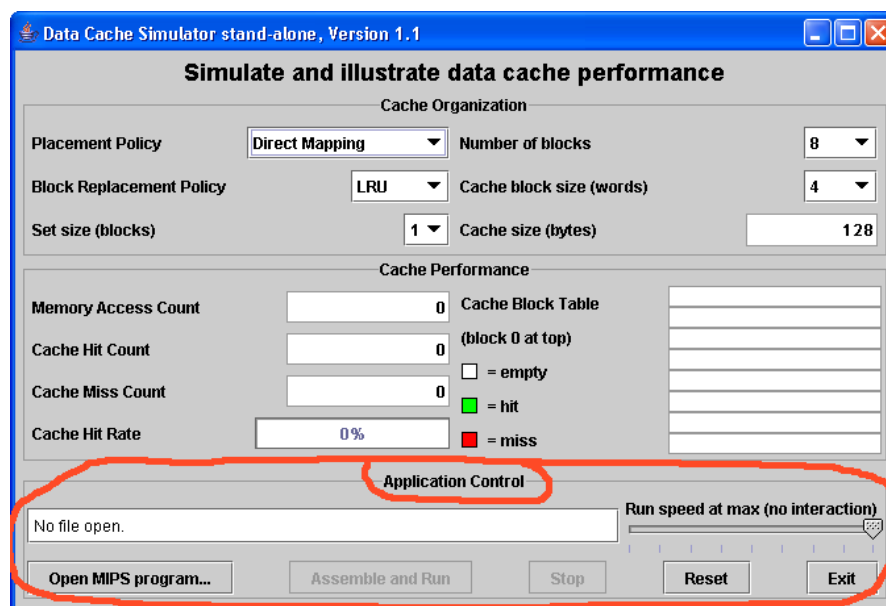 Data Cache Simulator stand-alone, Version 1.1
Simulate and illustrate data cache performance
Cache Organization
Placement Policy Direct Mapping Number of blocks 8
Block Replacement Policy LRU Cache block size (words) 4
Set size (blocks) 1 Cache size (bytes) 128
Cache Performance
Memory Access Count 0 Cache Block Table
(block 0 at top)
Cache Hit Count 0
= empty
Cache Miss Count 0
= hit
Cache Hit Rate 0%
= miss
Application Control
No file open.
Run speed at max (no interaction)
Open MIPS program... Assemble and Run Stop Reset Exit